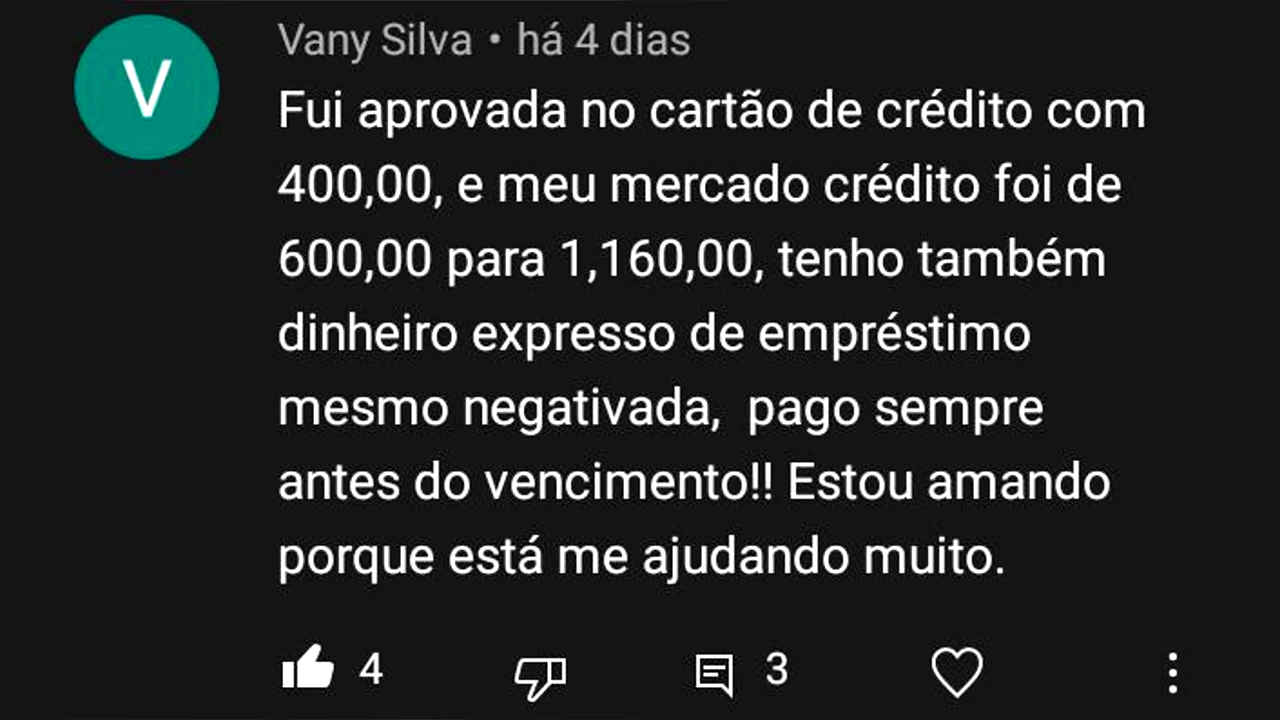 V
Vany Silva • há 4 dias
Fui aprovada no cartão de crédito com
400,00, e meu mercado crédito foi de
600,00 para 1,160,00, tenho também
dinheiro expresso de empréstimo
mesmo negativada,  pago sempre
antes do vencimento!! Estou amando
porque está me ajudando muito.
4 3